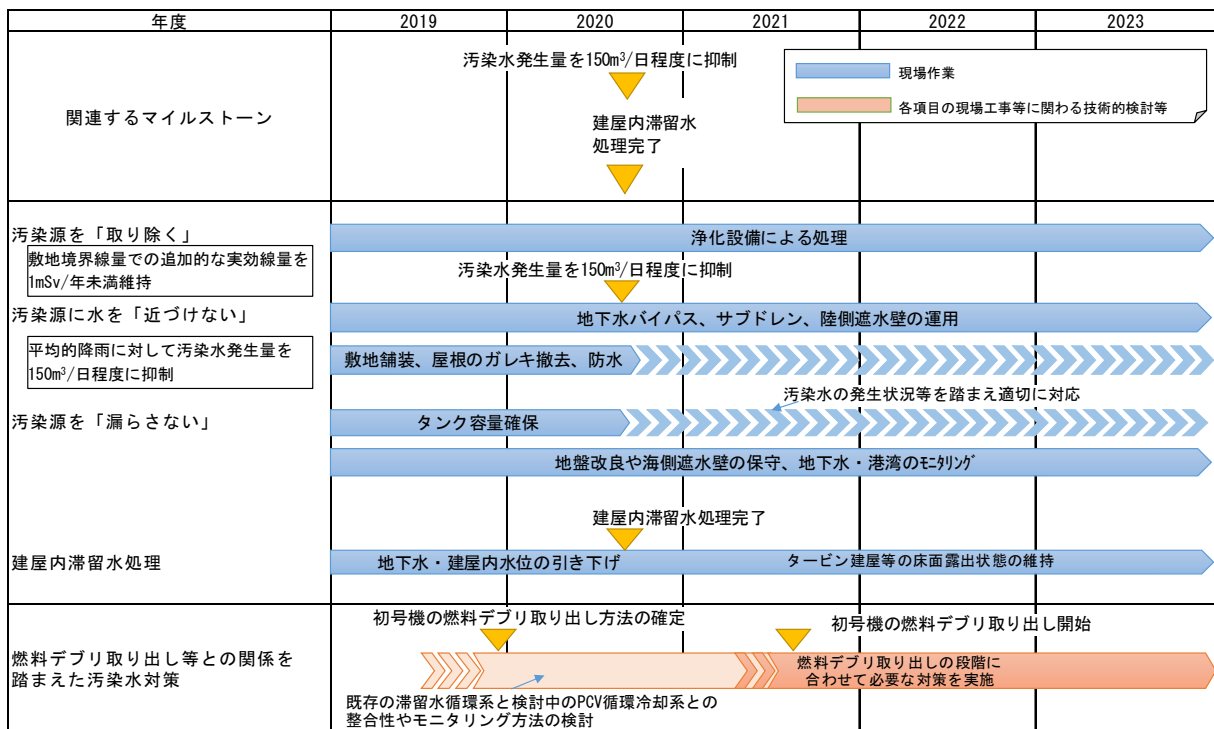 年度
2019
2020
2021
2022
2023
関連するマイルストーン
汚染水発生量を150m³/日程度に抑制
建屋内滞留水
処理完了
現場作業
各項目の現場工事等に関わる技術的検討等
汚染源を「取り除く」
浄化設備による処理
敷地境界線量での追加的な実効線量を
1mSv/年未満維持
汚染水発生量を150m³/日程度に抑制
汚染源に水を「近づけない」
地下水バイパス、サブドレン、陸側遮水壁の運用
平均的降雨に対して汚染水発生量を
150m³/日程度に抑制
敷地舗装、屋根のガレキ撤去、防水
汚染水の発生状況等を踏まえ適切に対応
汚染源を「漏らさない」
タンク容量確保
地盤改良や海側遮水壁の保守、地下水・港湾のﾓﾆﾀﾘﾝｸﾞ
建屋内滞留水処理完了
建屋内滞留水処理
地下水・建屋内水位の引き下げ
タービン建屋等の床面露出状態の維持
初号機の燃料デブリ取り出し方法の確定
初号機の燃料デブリ取り出し開始
燃料デブリ取り出し等との関係を
踏まえた汚染水対策
燃料デブリ取り出しの段階に
合わせて必要な対策を実施
既存の滞留水循環系と検討中のPCV循環冷却系との
整合性やモニタリング方法の検討